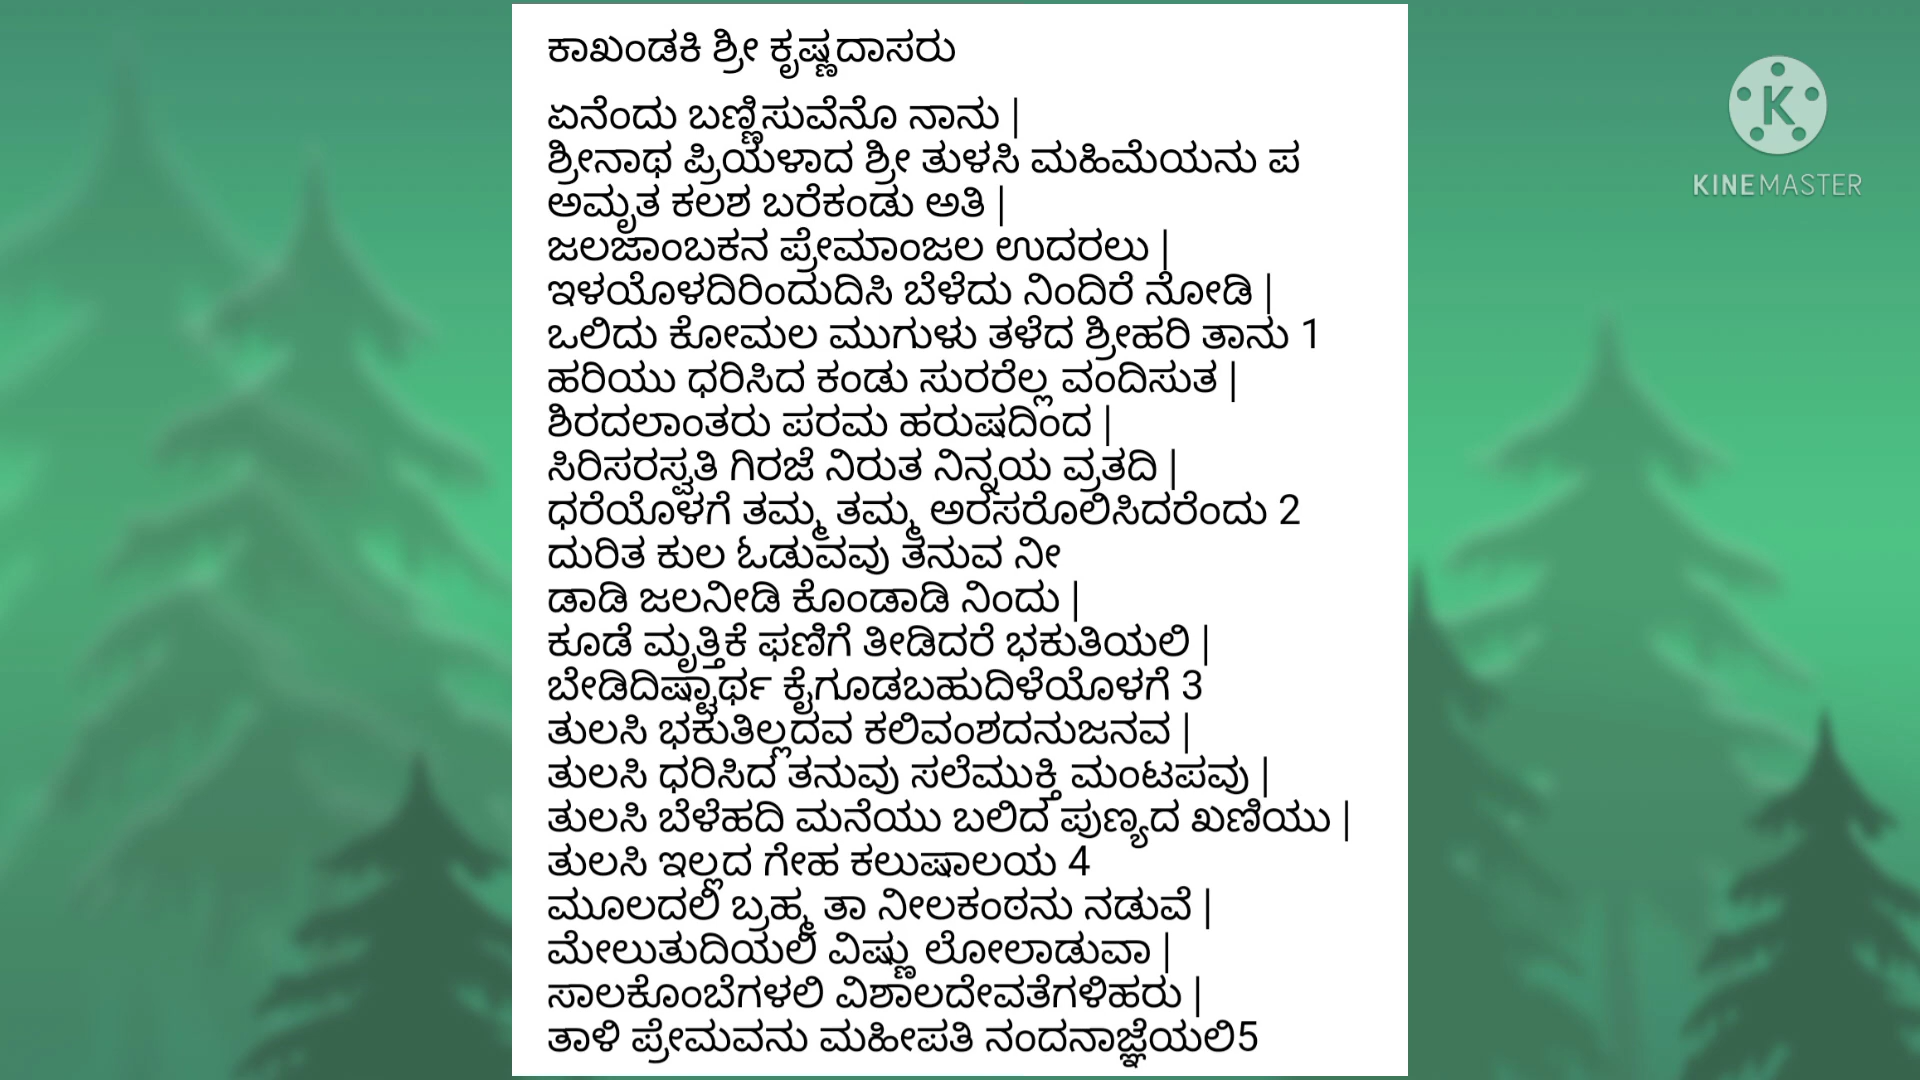 ಕಾಖಂಡಕಿ ಶ್ರೀ ಕೃಷ್ಣದಾಸರು
ಏನೆಂದು ಬಣ್ಣಿಸುವೆನೊ ನಾನು |
ಶ್ರೀನಾಥ ಪ್ರಿಯಳಾದ ಶ್ರೀ ತುಳಸಿ ಮಹಿಮೆಯನು ಪ
ಅಮೃತ ಕಲಶ ಬರೆಕಂಡು ಅತಿ |
ಜಲಜಾಂಬಕನ ಪ್ರೇಮಾಂಜಲ ಉದರಲು |
ಇಳಯೊಳದಿರಿಂದುದಿಸಿ ಬೆಳೆದು ನಿಂದಿರೆ ನೋಡಿ |
ಒಲಿದು ಕೋಮಲ ಮುಗುಳು ತಳೆದ ಶ್ರೀಹರಿ ತಾನು 1
ಹರಿಯು ಧರಿಸಿದ ಕಂಡು ಸುರರೆಲ್ಲ ವಂದಿಸುತ |
ಶಿರದಲಾಂತರು ಪರಮ ಹರುಷದಿಂದ |
ಸಿರಿಸರಸ್ವತಿ ಗಿರಜೆ ನಿರುತ ನಿನ್ನಯ ವ್ರತದಿ |
ಧರೆಯೊಳಗೆ ತಮ್ಮ ತಮ್ಮ ಅರಸರೊಲಿಸಿದರೆಂದು 2
ದುರಿತ ಕುಲ ಓಡುವವು ತನುವ ನೀ
ಡಾಡಿ ಜಲನೀಡಿ ಕೊಂಡಾಡಿ ನಿಂದು |
ಕೂಡೆ ಮೃತ್ತಿಕೆ ಫಣಿಗೆ ತೀಡಿದರೆ ಭಕುತಿಯಲಿ |
ಬೇಡಿದಿಷ್ಟಾರ್ಥ ಕೈಗೂಡಬಹುದಿಳೆಯೊಳಗೆ 3
ತುಲಸಿ ಭಕುತಿಲ್ಲದವ ಕಲಿವಂಶದನುಜನವ |
ತುಲಸಿ ಧರಿಸಿದ ತನುವು ಸಲೆಮುಕ್ತಿ ಮಂಟಪವು |
ತುಲಸಿ ಬೆಳೆಹದಿ ಮನೆಯು ಬಲಿದ ಪುಣ್ಯದ ಖಣಿಯು |
ತುಲಸಿ ಇಲ್ಲದ ಗೇಹ ಕಲುಷಾಲಯ 4
ಮೂಲದಲಿ ಬ್ರಹ್ಮ ತಾ ನೀಲಕಂಠನು ನಡುವೆ |
ಮೇಲುತುದಿಯಲಿ ವಿಷ್ಣು ಲೋಲಾಡುವಾ |
ಸಾಲಕೊಂಬೆಗಳಲಿ ವಿಶಾಲದೇವತೆಗಳಿಹರು |
ತಾಳಿ ಪ್ರೇಮವನು ಮಹೀಪತಿ ನಂದನಾಜ್ಞೆಯಲಿ5
K
KINEMASTER